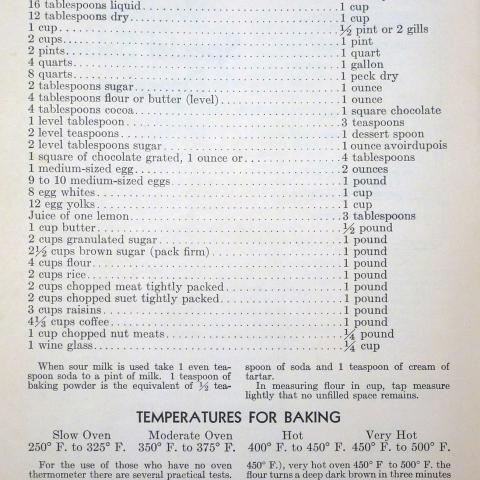 16 tablespoons liquid 1 cup
12 tablespoons dry 1 cup
1 cup ½ pint or 2 gills
2 cups 1 pint
2 pints 1 quart
4 quarts 1 gallon
8 quarts 1 peck dry
2 tablespoons sugar 1 ounce
4 tablespoons flour or butter (level) 1 ounce
4 tablespoons cocoa 1 square chocolate
1 level tablespoon 3 teaspoons
2 level teaspoons 1 dessert spoon
2 level tablespoons sugar 1 ounce avoirdupois
1 square of chocolate grated, 1 ounce or 4 tablespoons
1 medium-sized egg 2 ounces
9 to 10 medium-sized eggs 1 pound
8 egg whites 1 cup
12 egg yolks 1 cup
Juice of one lemon 3 tablespoons
1 cup butter ½ pound
2 cups granulated sugar 1 pound
2½ cups brown sugar (pack firm) 1 pound
4 cups flour 1 pound
2 cups rice 1 pound
2 cups chopped meat tightly packed 1 pound
2 cups chopped suet tightly packed 1 pound
3 cups raisins 1 pound
4⅓ cups coffee 1 pound
1 cup chopped nut meats ¼ pound
1 wine glass ¼ cup
When sour milk is used take 1 even tea-
spoon soda to a pint of milk. 1 teaspoon of
baking powder is the equivalent of ½ tea-
spoon of soda and 1 teaspoon of cream of
tartar.
In measuring flour in cup, tap measure
lightly that no unfilled space remains.
TEMPERATURES FOR BAKING
Slow Oven Moderate Oven Hot Very Hot
250° F. to 325° F. 350° F. to 375° F. 400° F. to 450° F. 450° F. to 500° F.
For the use of those who have no oven
thermometer there are several practical tests.
450° F.), very hot oven 450° F to 500° F. the
flour turns a deep dark brown in three minutes